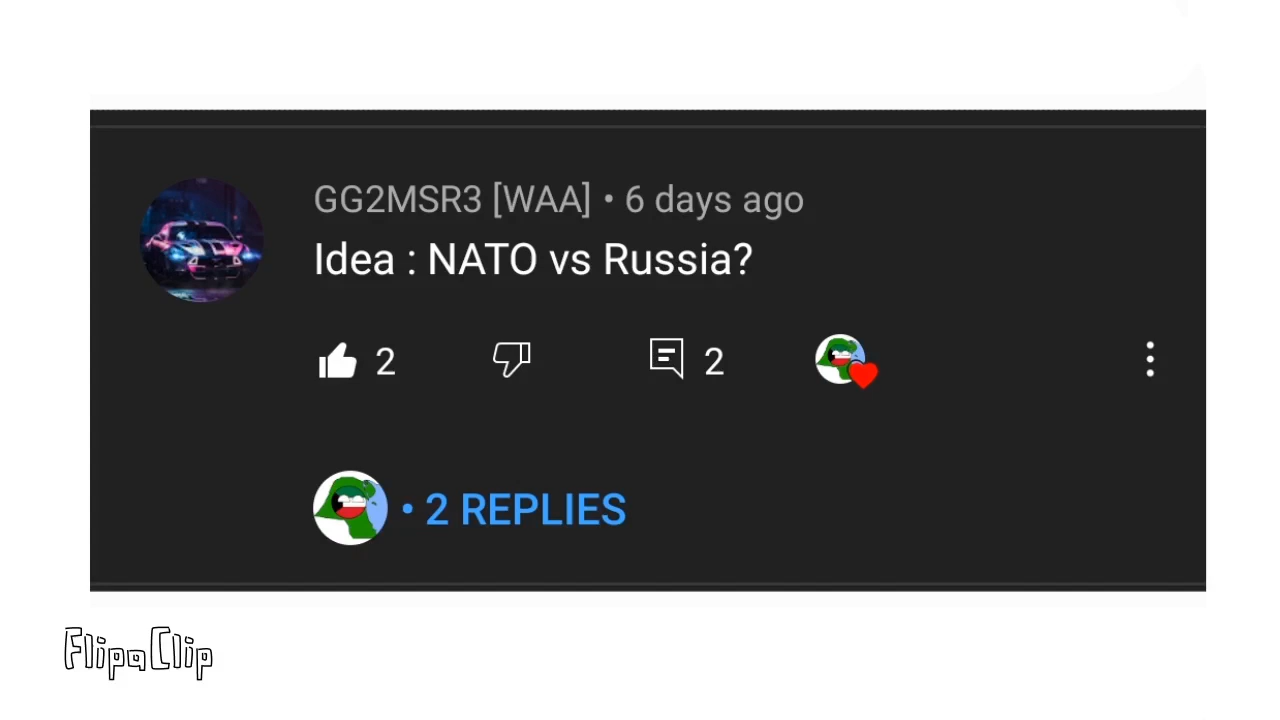 GG2MSR3 [WAA] • 6 days ago
Idea : NATO vs Russia?
2 2
• 2 REPLIES
FlipaClip